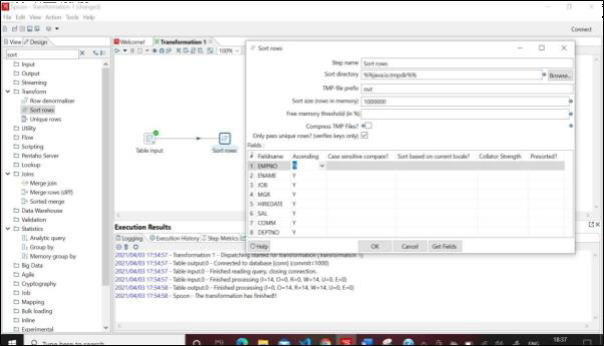 Spoon - Transformation 1 (changed)
File Edit View Action Tools Help
Connect
View Design
Welcome! Transformation 1
sort
100%
Input
Output
Streaming
Transform
Row denormaliser
Sort rows
Unique rows
Utility
Flow
Scripting
Pentaho Server
Lookup
Joins
Merge join
Merge rows (diff)
Sorted merge
Data Warehouse
Validation
Statistics
Analytic query
Group by
Memory group by
Big Data
Agile
Cryptography
Job
Mapping
Bulk loading
Inline
Experimental
Table input
Sort rows
Sort rows
Step name Sort rows
Sort directory %%java.io.tmpdir%%
Browse...
TMP-file prefix out
Sort size (rows in memory) 1000000
Free memory threshold (in %)
Compress TMP Files?
Only pass unique rows? (verifies keys only)
Fields :
# Fieldname Ascending Case sensitive compare? Sort based on current locale? Collator Strength Presorted?
1 EMPNO
2 ENAME Y
3 JOB Y
4 MGR Y
5 HIREDATE Y
6 SAL Y
7 COMM Y
8 DEPTNO Y
Help OK Cancel Get Fields
Execution Results
Logging Execution History Step Metrics
2021/04/03 17:54:57 - Transformation 1 - Dispatching started for transformation [Transformation 1]
2021/04/03 17:54:57 - Table output.0 - Connected to database [conn] (commit=1000)
2021/04/03 17:54:57 - Table input.0 - Finished reading query, closing connection.
2021/04/03 17:54:57 - Table input.0 - Finished processing (I=14, O=0, R=0, W=14, U=0, E=0)
2021/04/03 17:54:58 - Table output.0 - Finished processing (I=0, O=14, R=14, W=14, U=0, E=0)
2021/04/03 17:54:58 - Spoon - The transformation has finished!!
Type here to search
ENG
18:37